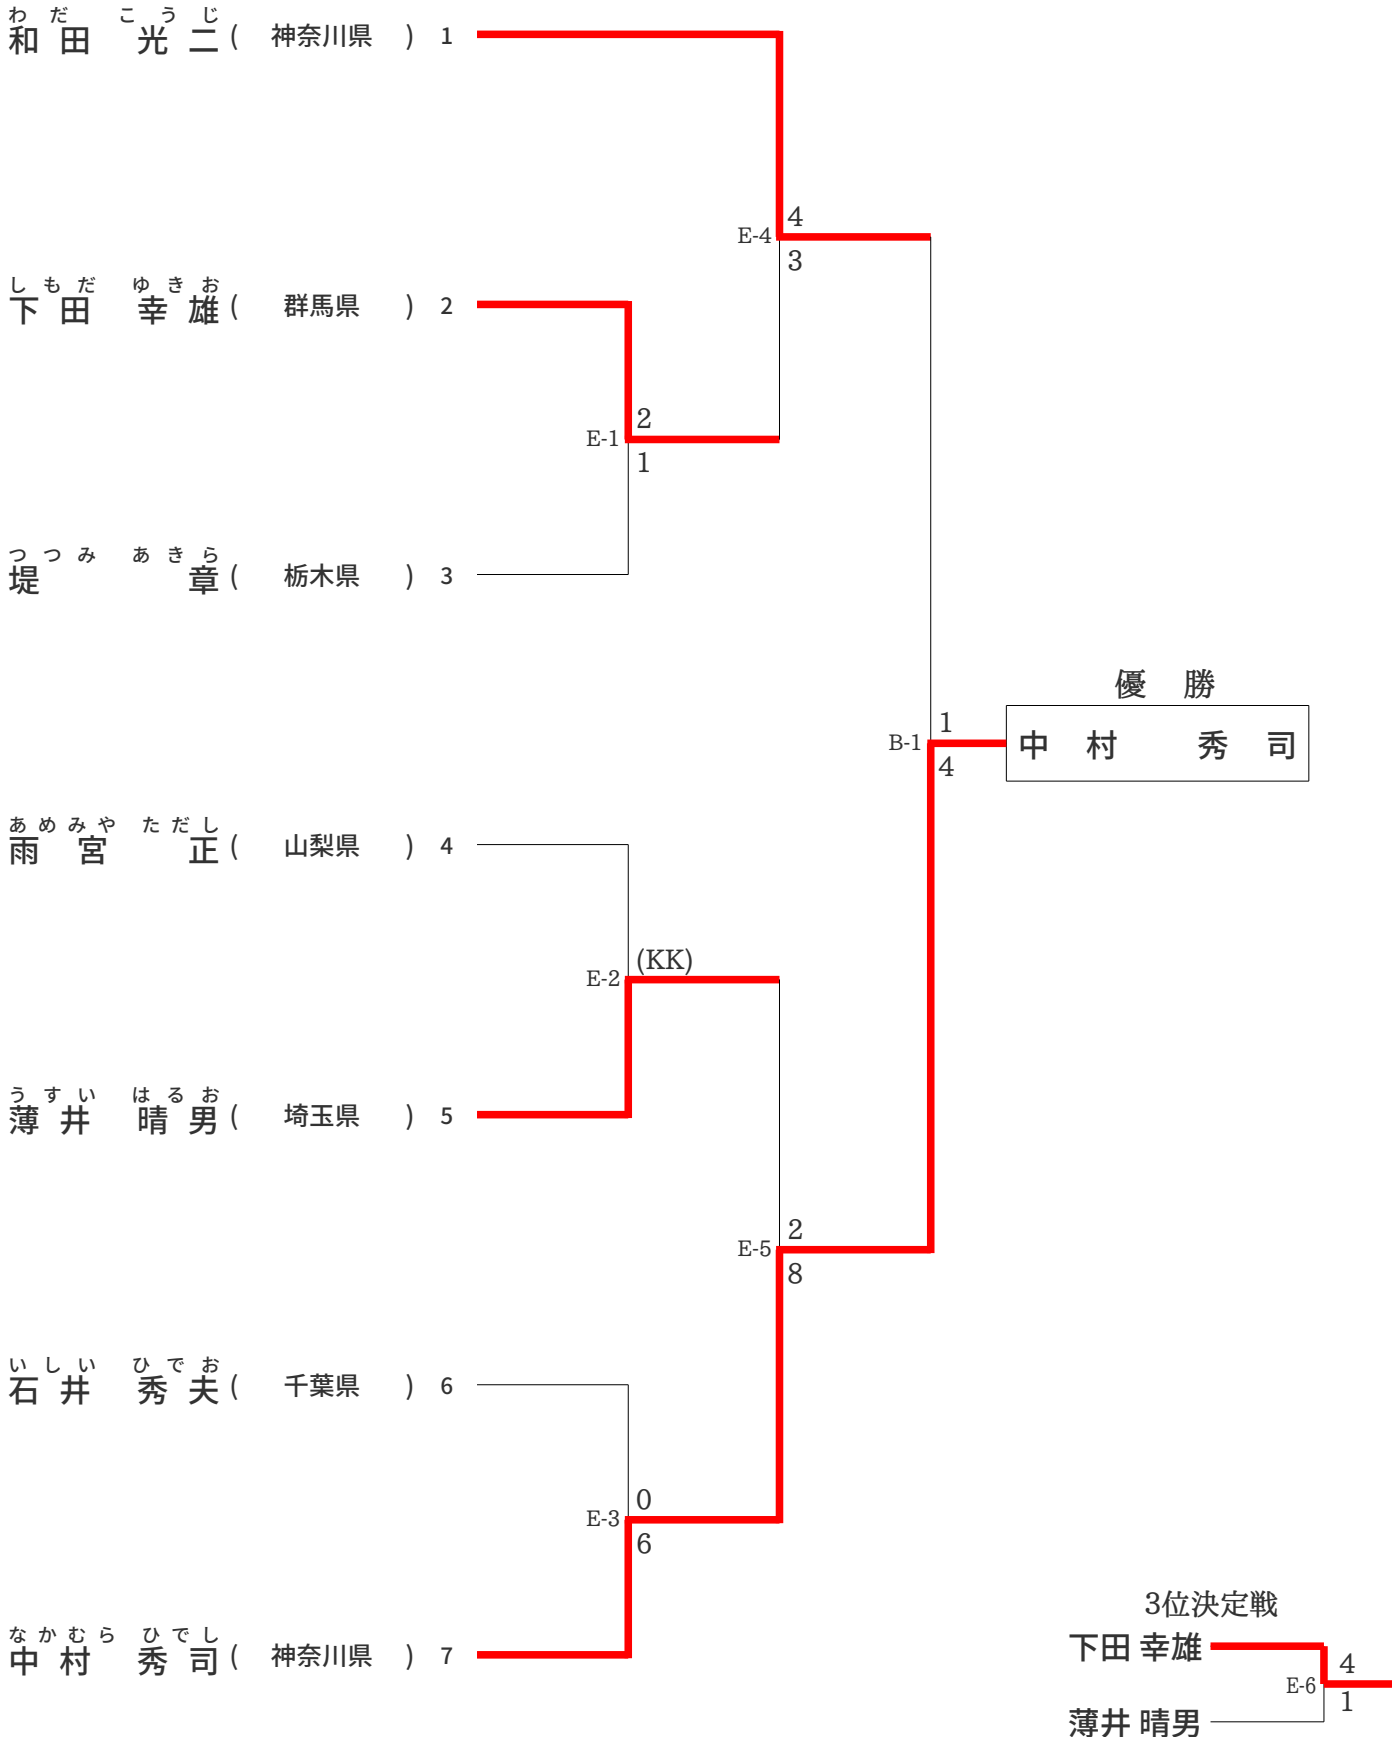 わだ こうじ
和田 光二 ( 神奈川県 ) 1
4
E-4
3
しもだ ゆきお
下田 幸雄 ( 群馬県 ) 2
2
E-1
1
つつみ あきら
堤 章 ( 栃木県 ) 3
優勝
1
B-1
中村 秀司
4
あめみや ただし
雨宮 正 ( 山梨県 ) 4
(KK)
E-2
うすい はるお
薄井 晴男 ( 埼玉県 ) 5
2
E-5
8
いしい ひでお
石井 秀夫 ( 千葉県 ) 6
0
E-3
6
なかむら ひでし
中村 秀司 ( 神奈川県 ) 7
3位決定戦
下田 幸雄
4
E-6
1
薄井 晴男